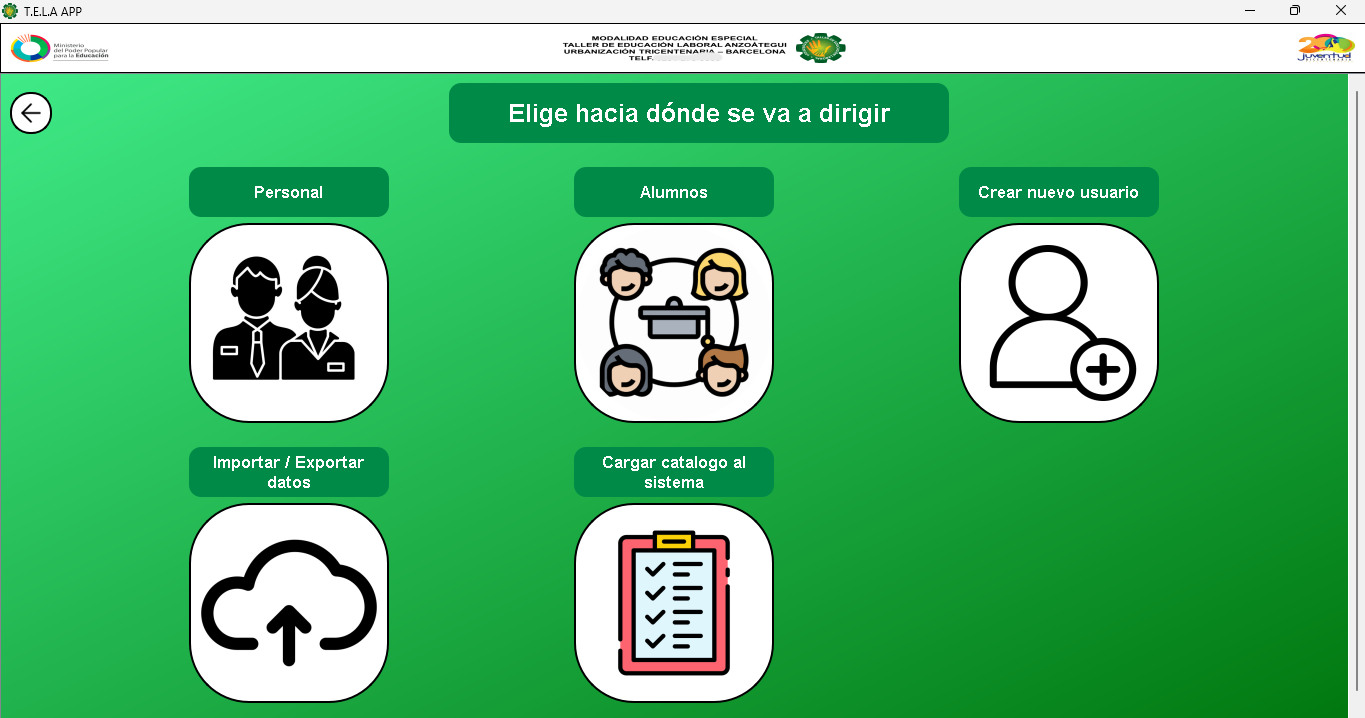 T.E.L.A APP
Ministerio
del Poder Popular
para la Educación
MODALIDAD EDUCACIÓN ESPECIAL
TALLER DE EDUCACIÓN LABORAL ANZOÁTEGUI
URBANIZACIÓN TRICENTENARIA – BARCELONA
TELF.
200
Juventud
BICENTENARIA
Elige hacia dónde se va a dirigir
Personal
Alumnos
Crear nuevo usuario
Importar / Exportar
datos
Cargar catalogo al
sistema